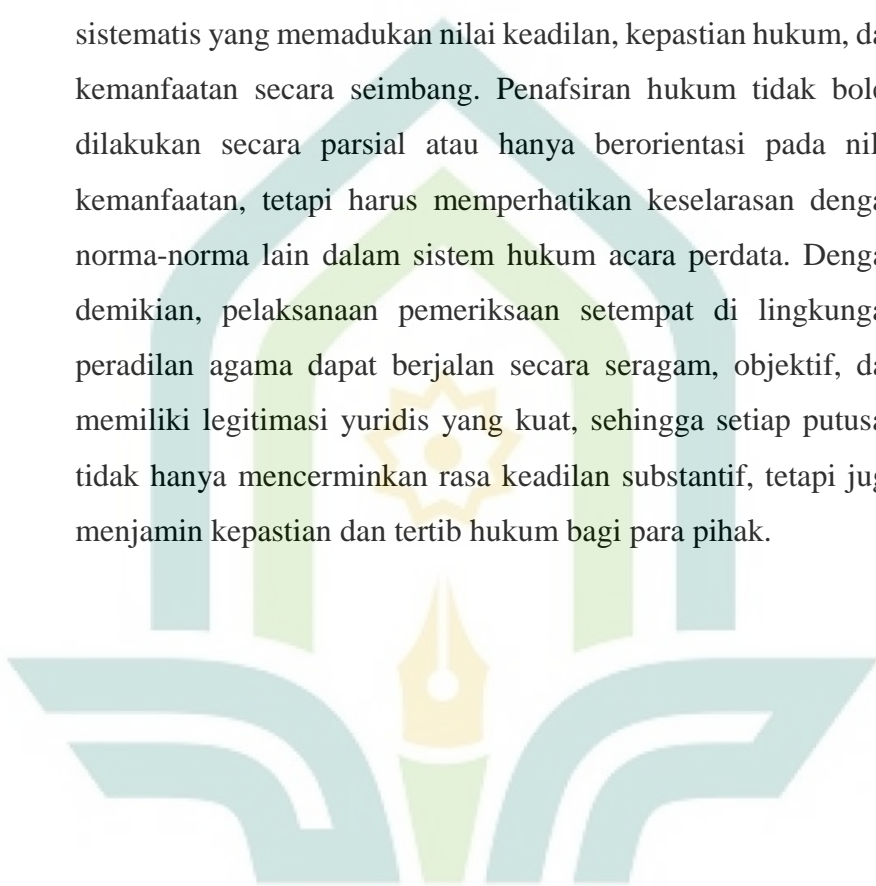 sistematis yang memadukan nilai keadilan, kepastian hukum, da
kemanfaatan secara seimbang. Penafsiran hukum tidak bole
dilakukan secara parsial atau hanya berorientasi pada nil
kemanfaatan, tetapi harus memperhatikan keselarasan denga
norma-norma lain dalam sistem hukum acara perdata. Denga
demikian, pelaksanaan pemeriksaan setempat di lingkunga
peradilan agama dapat berjalan secara seragam, objektif, da
memiliki legitimasi yuridis yang kuat, sehingga setiap putusa
tidak hanya mencerminkan rasa keadilan substantif, tetapi jug
menjamin kepastian dan tertib hukum bagi para pihak.